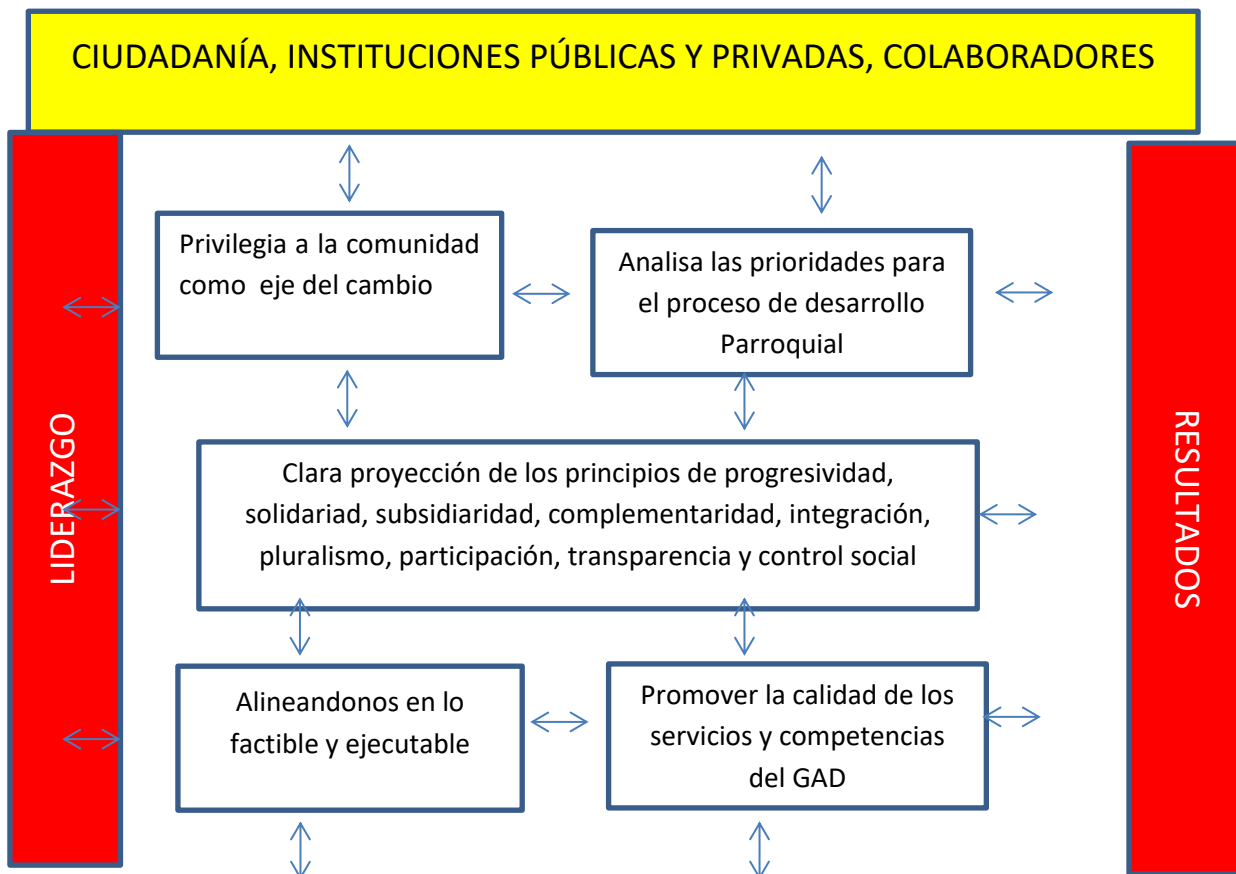 CIUDADANÍA, INSTITUCIONES PÚBLICAS Y PRIVADAS, COLABORADORES
LIDERAZGO
Privilegia a la comunidad
como eje del cambio
Analisa las prioridades para
el proceso de desarrollo
Parroquial
Clara proyección de los principios de progresividad,
solidariad, subsidiaridad, complementaridad, integración,
pluralismo, participación, transparencia y control social
Alineandonos en lo
factible y ejecutable
Promover la calidad de los
servicios y competencias
del GAD
RESULTADOS